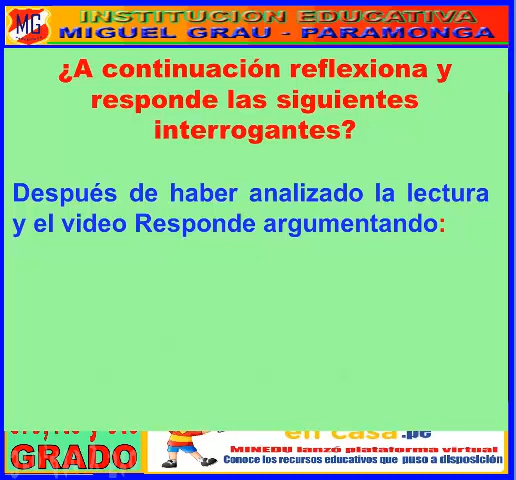 MG
INSTITUCION EDUCATIVA
MIGUEL GRAU - PARAMONGA
¿A continuación reflexiona y
responde las siguientes
interrogantes?
Después de haber analizado la lectura
y el video Responde argumentando:
GRADO
en casa.pe
MINEDU lanzó plataforma virtual
Conoce los recursos educativos que puso a disposición